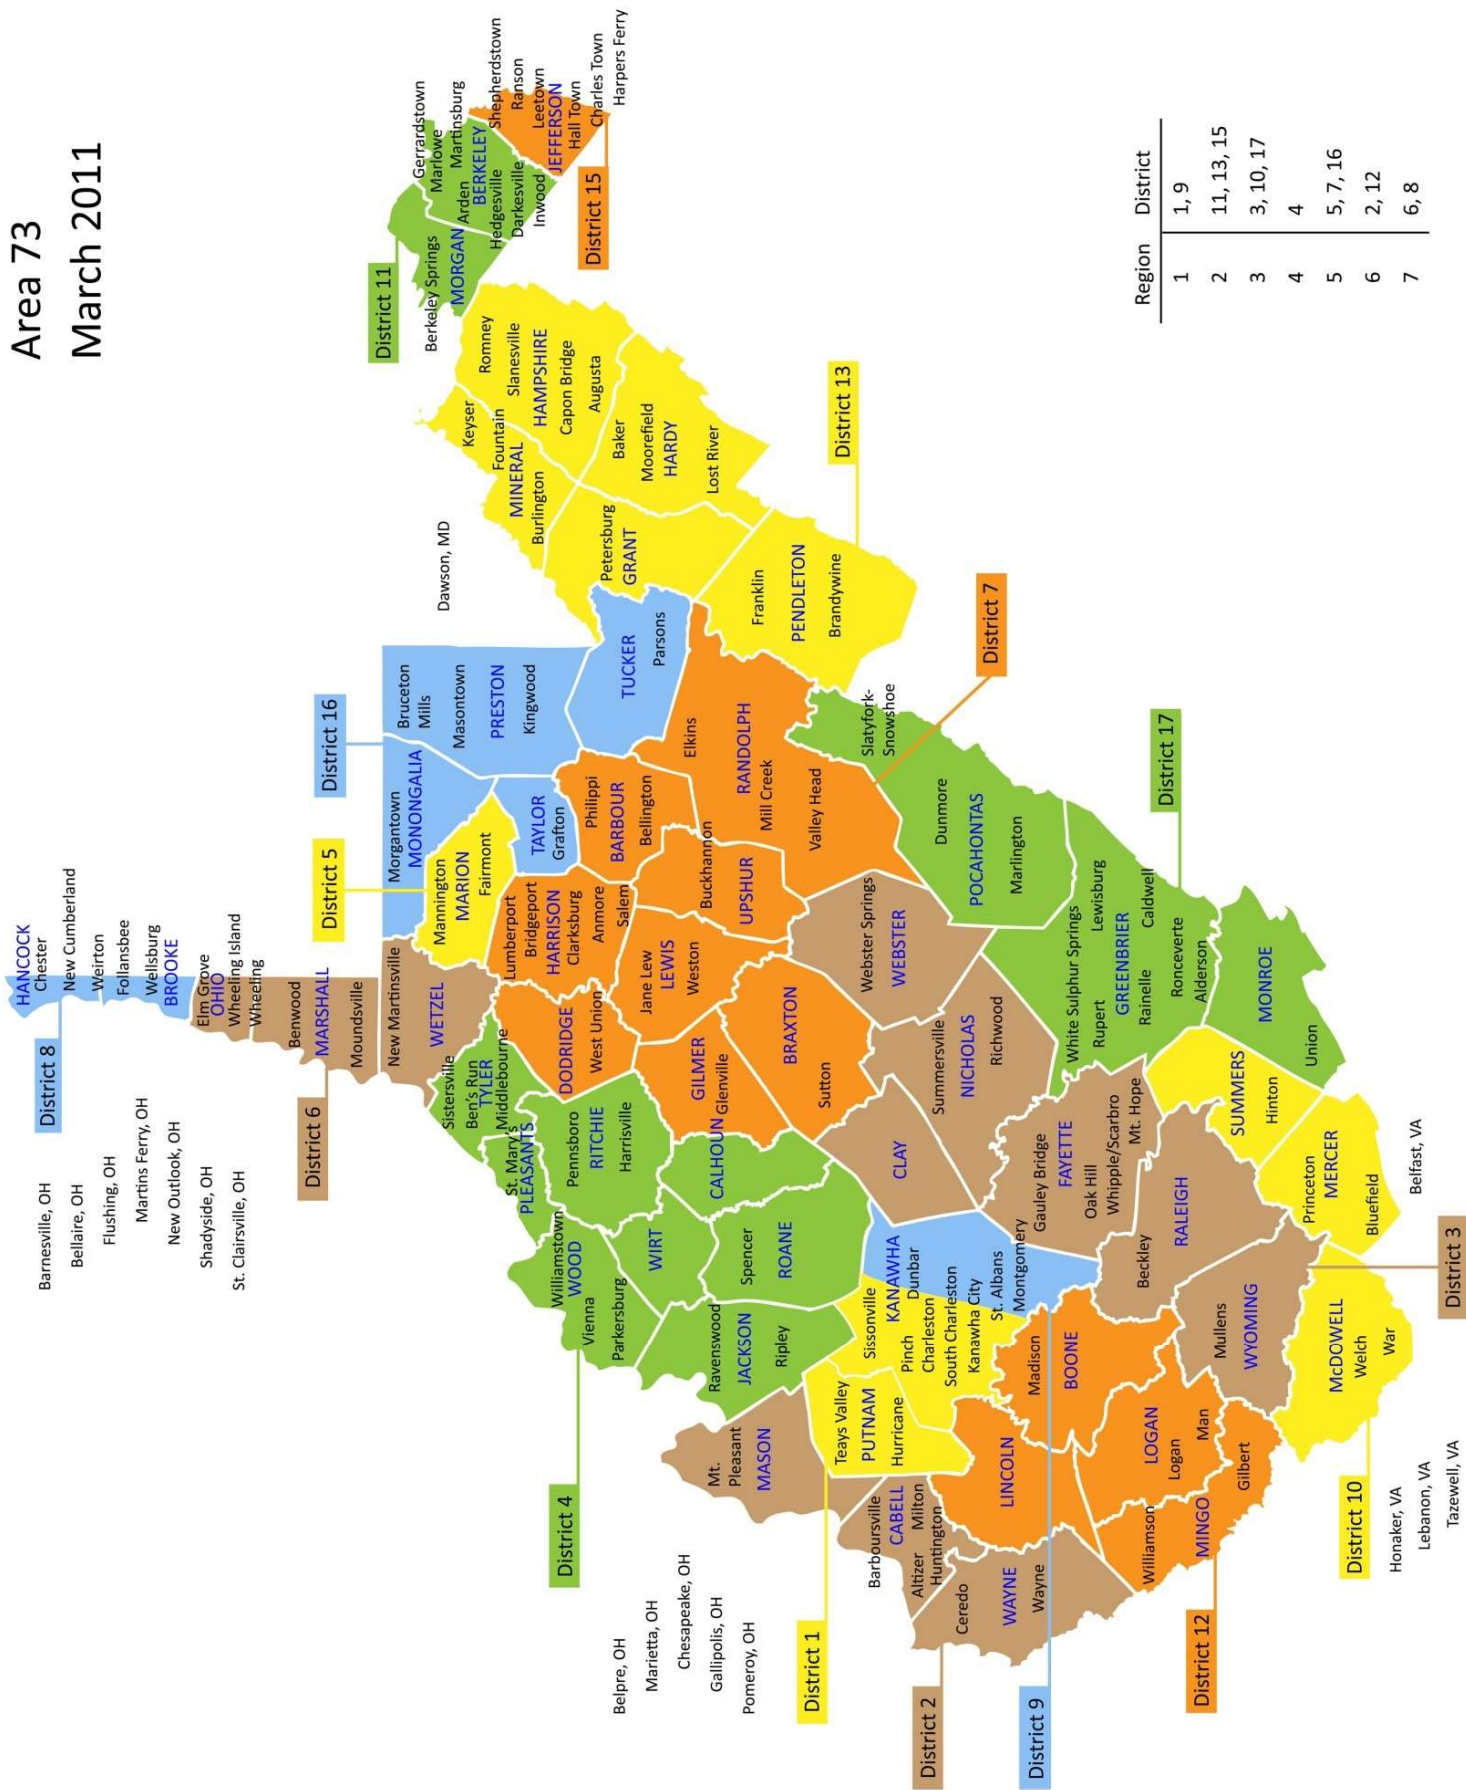 Area 73
March 2011
HANCOCK
Chester
New Cumberland
Weirton
Follansbee
Wellsburg
BROOKE
District 8
Elm Grove
OHIO
Wheeling Island
Wheeling
Benwood
MARSHALL
Moundsville
District 6
Barnesville, OH
Bellaire, OH
Flushing, OH
Martins Ferry, OH
New Outlook, OH
Shadyside, OH
St. Clairsville, OH
New Martinsville
WETZEL
District 5
Mannington
MARION
Fairmont
District 16
Morgantown
MONONGALIA
Bruceton
Mills
Masontown
PRESTON
Kingwood
TAYLOR
Grafton
TUCKER
Parsons
Dawson, MD
District 11
Berkeley Springs
MORGAN
Gerrardstown
Marlowe
Martinsburg
Arden
BERKELEY
Hedgesville
Darkesville
Inwood
Shepherdstown
Ranson
Leetown
JEFFERSON
Hall Town
Charles Town
Harpers Ferry
District 15
Keyser
Fountain
MINERAL
Burlington
Romney
Slanesville
HAMPSHIRE
Capon Bridge
Augusta
Baker
Moorefield
HARDY
Lost River
Petersburg
GRANT
Franklin
PENDLETON
Brandywine
District 13
Sistersville
Ben's Run
TYLER
Middlebourne
St. Mary's
PLEASANTS
Pennsboro
RITCHIE
Harrisville
Williamstown
WOOD
Vienna
Parkersburg
WIRT
CALHOUN
Spencer
ROANE
Ravenswood
JACKSON
Ripley
District 4
Lumberport
Bridgeport
HARRISON
Clarksburg
Anmore
Salem
DODRIDGE
West Union
Philippi
BARBOUR
Bellington
Jane Lew
LEWIS
Weston
Buckhannon
UPSHUR
Elkins
RANDOLPH
Mill Creek
Valley Head
GILMER
Glenville
BRAXTON
Sutton
District 7
Slatyfork-
Snowshoe
Dunmore
POCAHONTAS
Marlington
White Sulphur Springs
Lewisburg
Rupert
GREENBRIER
Rainelle
Caldwell
Ronceverte
Alderson
MONROE
Union
District 17
Webster Springs
WEBSTER
Summersville
NICHOLAS
Richwood
CLAY
Gauley Bridge
FAYETTE
Oak Hill
Whipple/Scarbro
Mt. Hope
Beckley
RALEIGH
Mullens
WYOMING
District 3
SUMMERS
Hinton
Princeton
MERCER
Bluefield
Belfast, VA
McDOWELL
Welch
War
District 10
Honaker, VA
Lebanon, VA
Tazewell, VA
Sissonville
KANAWHA
Dunbar
Pinch
Charleston
South Charleston
Kanawha City
St. Albans
Montgomery
Teays Valley
PUTNAM
Hurricane
District 1
Belpre, OH
Marietta, OH
Chesapeake, OH
Gallipolis, OH
Pomeroy, OH
Mt.
Pleasant
MASON
Barboursville
CABELL
Milton
Altizer
Huntington
Ceredo
WAYNE
Wayne
District 2
District 9
Madison
BOONE
LINCOLN
LOGAN
Logan
Man
Williamson
MINGO
Gilbert
District 12
Region District
1 1, 9
2 11, 13, 15
3 3, 10, 17
4 4
5 5, 7, 16
6 2, 12
7 6, 8